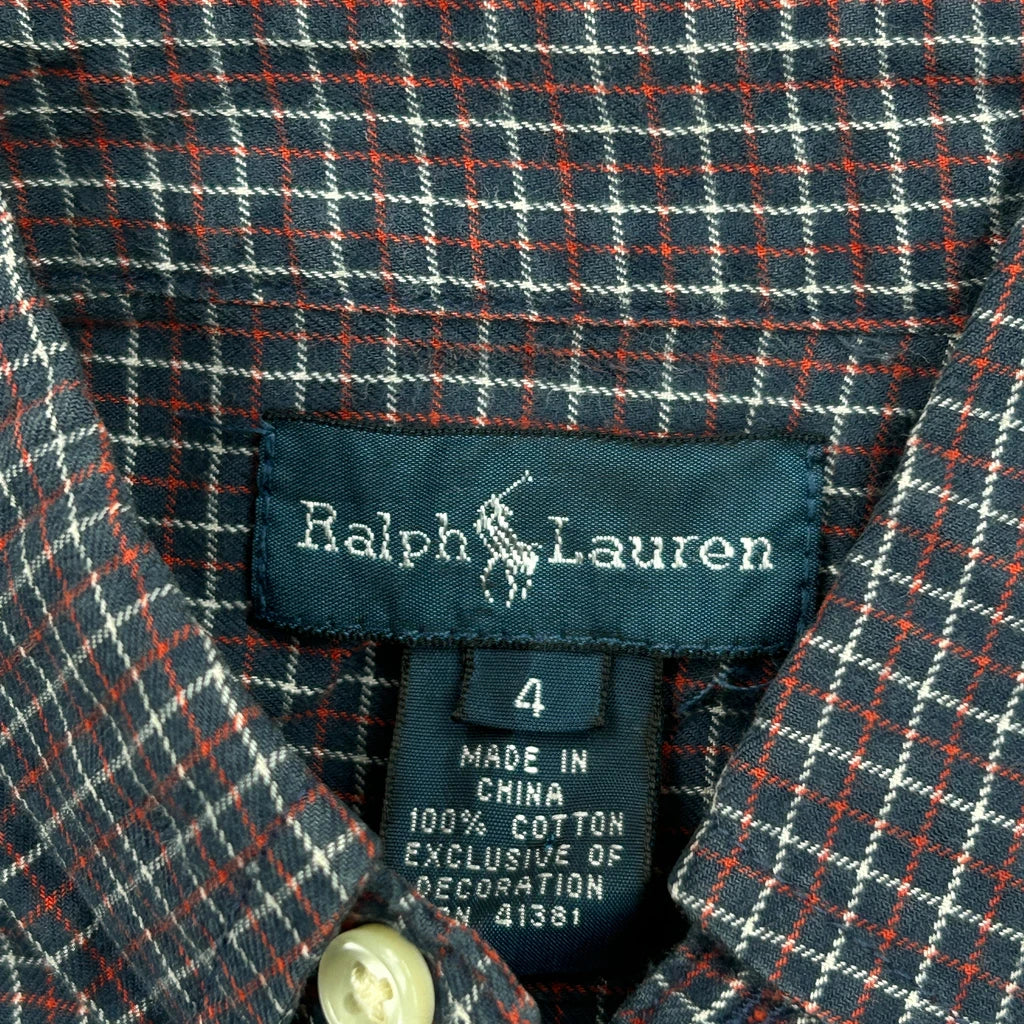 Ralph Lauren
4
MADE IN
CHINA
100% COTTON
EXCLUSIVE OF
DECORATION
41381